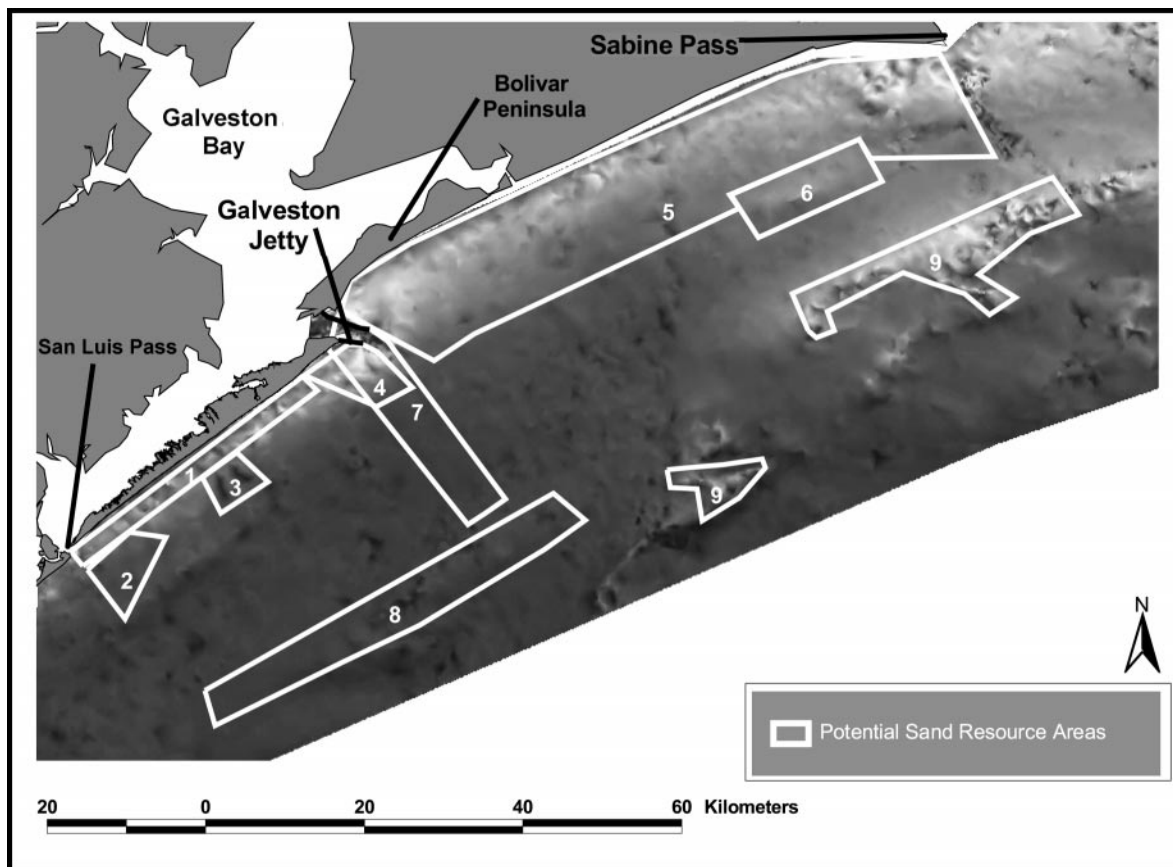 Sabine Pass
Bolivar
Peninsula
Galveston
Bay
Galveston
Jetty
San Luis Pass
5
6
9
4
7
1
3
2
9
8
N
Potential Sand Resource Areas
20 0 20 40 60 Kilometers